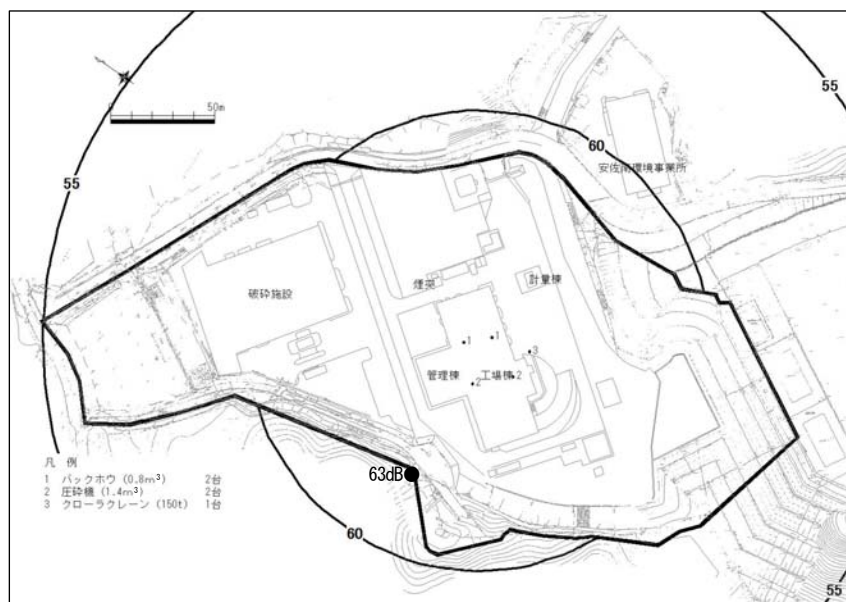 55
0 50m
60
安佐南環境事業所
55
破砕施設
煙突
計量棟
1
1
3
管理棟
工場棟
2
2
凡 例
1 バックホウ (0.8m³) 2台
2 圧砕機 (1.4m³) 2台
3 クローラクレーン (150t) 1台
63dB
60
55